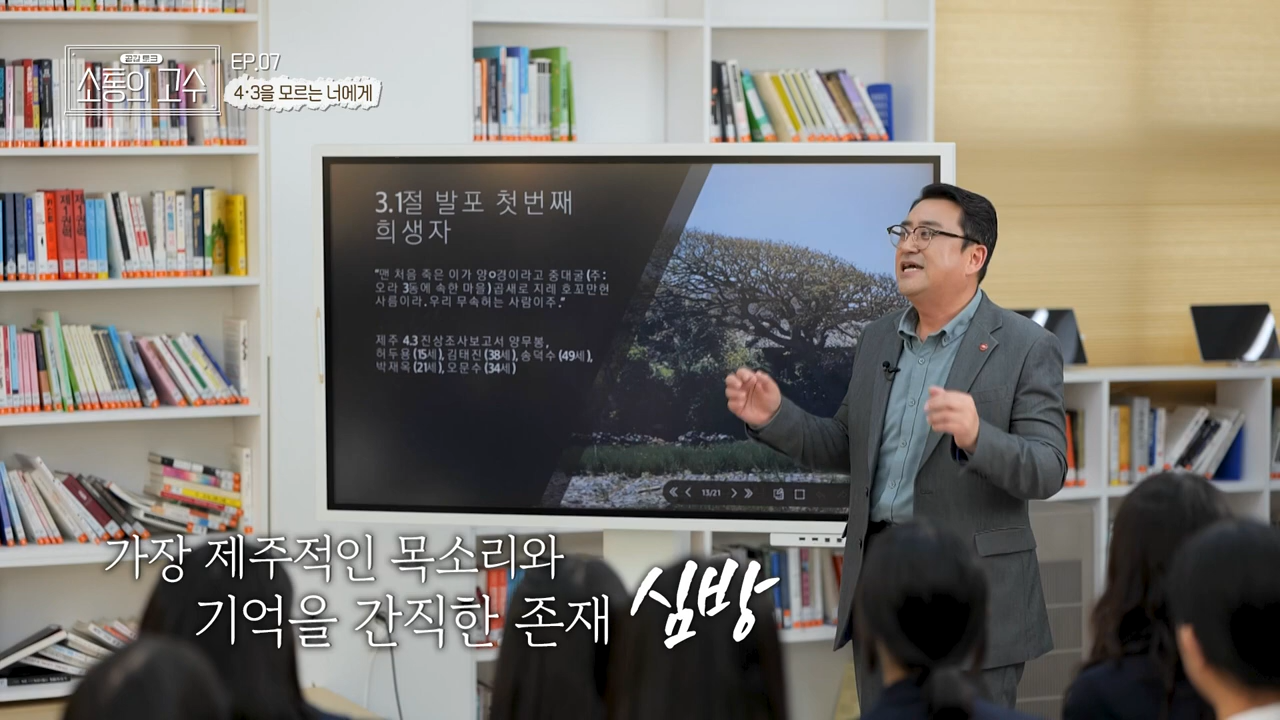 공감 토크
소통의 고수
EP.07
4·3을 모르는 너에게
3.1절 발포 첫번째
희생자
"맨 처음 죽은 이가 양o경이라고 중대굴(주:
오라 3동에 속한 마을) 곱새로 지레 호꼬만헌
사름이라. 우리 무속허는 사람이주."
제주 4.3 진상조사보고서 양무봉,
허두용(15세), 김태진(38세), 송덕수(49세),
박재옥(21세), 오문수(34세)
13/21
가장 제주적인 목소리와
기억을 간직한 존재 심방